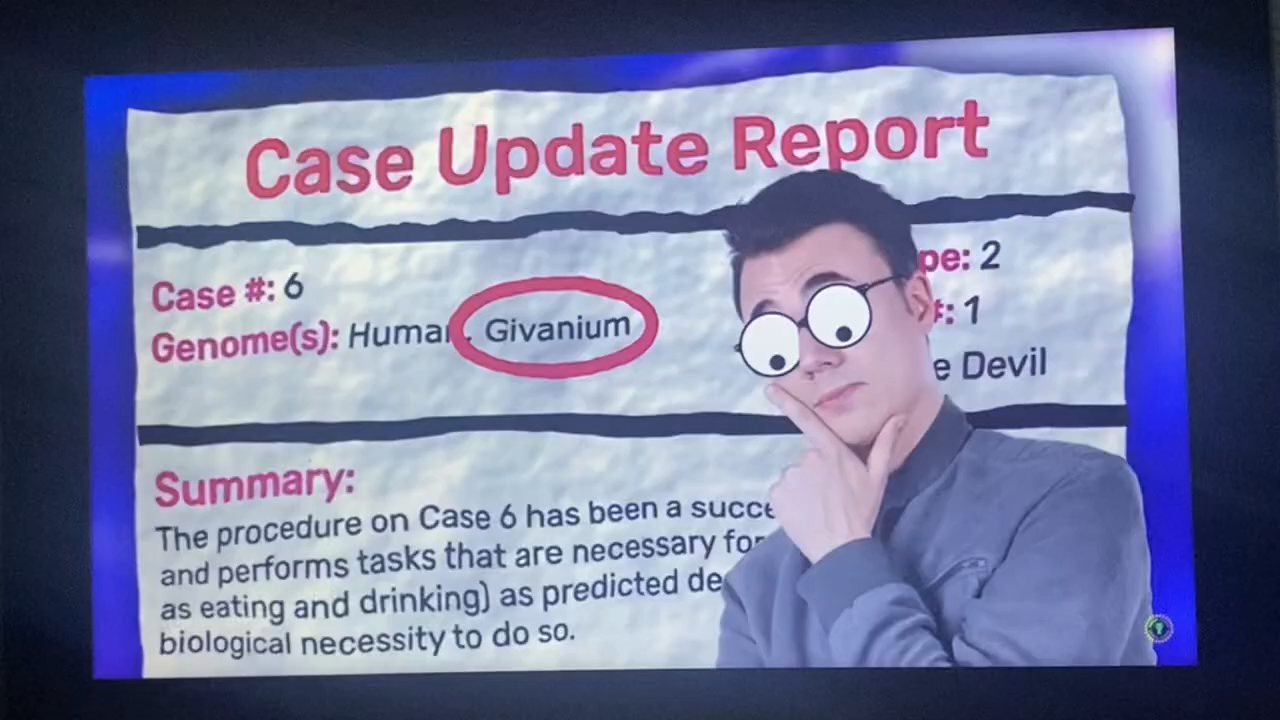 Case Update Report
Case #: 6
Genome(s): Human, Givanium
pe: 2
#: 1
e Devil
Summary:
The procedure on Case 6 has been a succe
and performs tasks that are necessary for
as eating and drinking) as predicted de
biological necessity to do so.